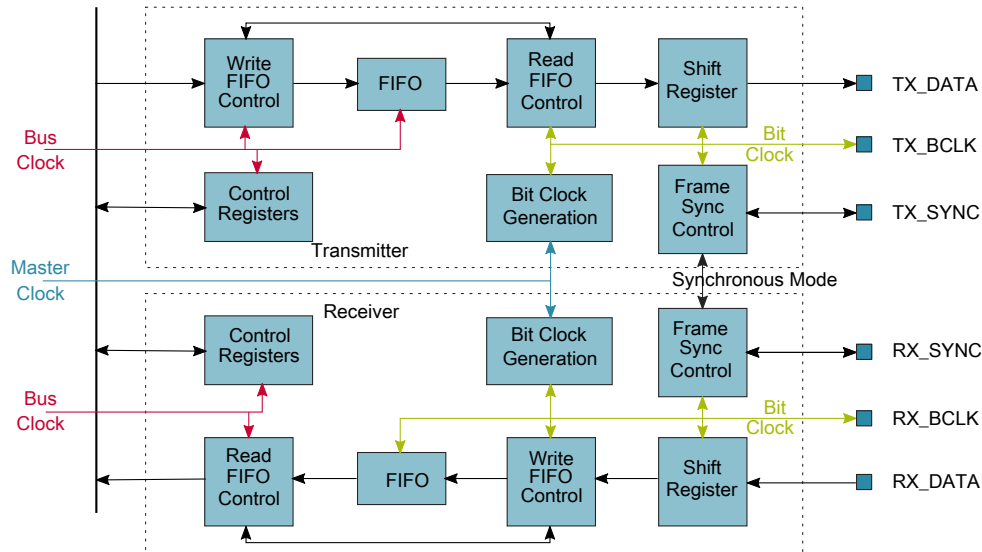 Write
FIFO
Control
FIFO
Read
FIFO
Control
Shift
Register
TX_DATA
Bus
Clock
Bit
Clock
TX_BCLK
Control
Registers
Bit Clock
Generation
Frame
Sync
Control
TX_SYNC
Transmitter
Master
Clock
Synchronous Mode
Receiver
Control
Registers
Bit Clock
Generation
Frame
Sync
Control
RX_SYNC
Bus
Clock
Bit
Clock
RX_BCLK
Read
FIFO
Control
FIFO
Write
FIFO
Control
Shift
Register
RX_DATA